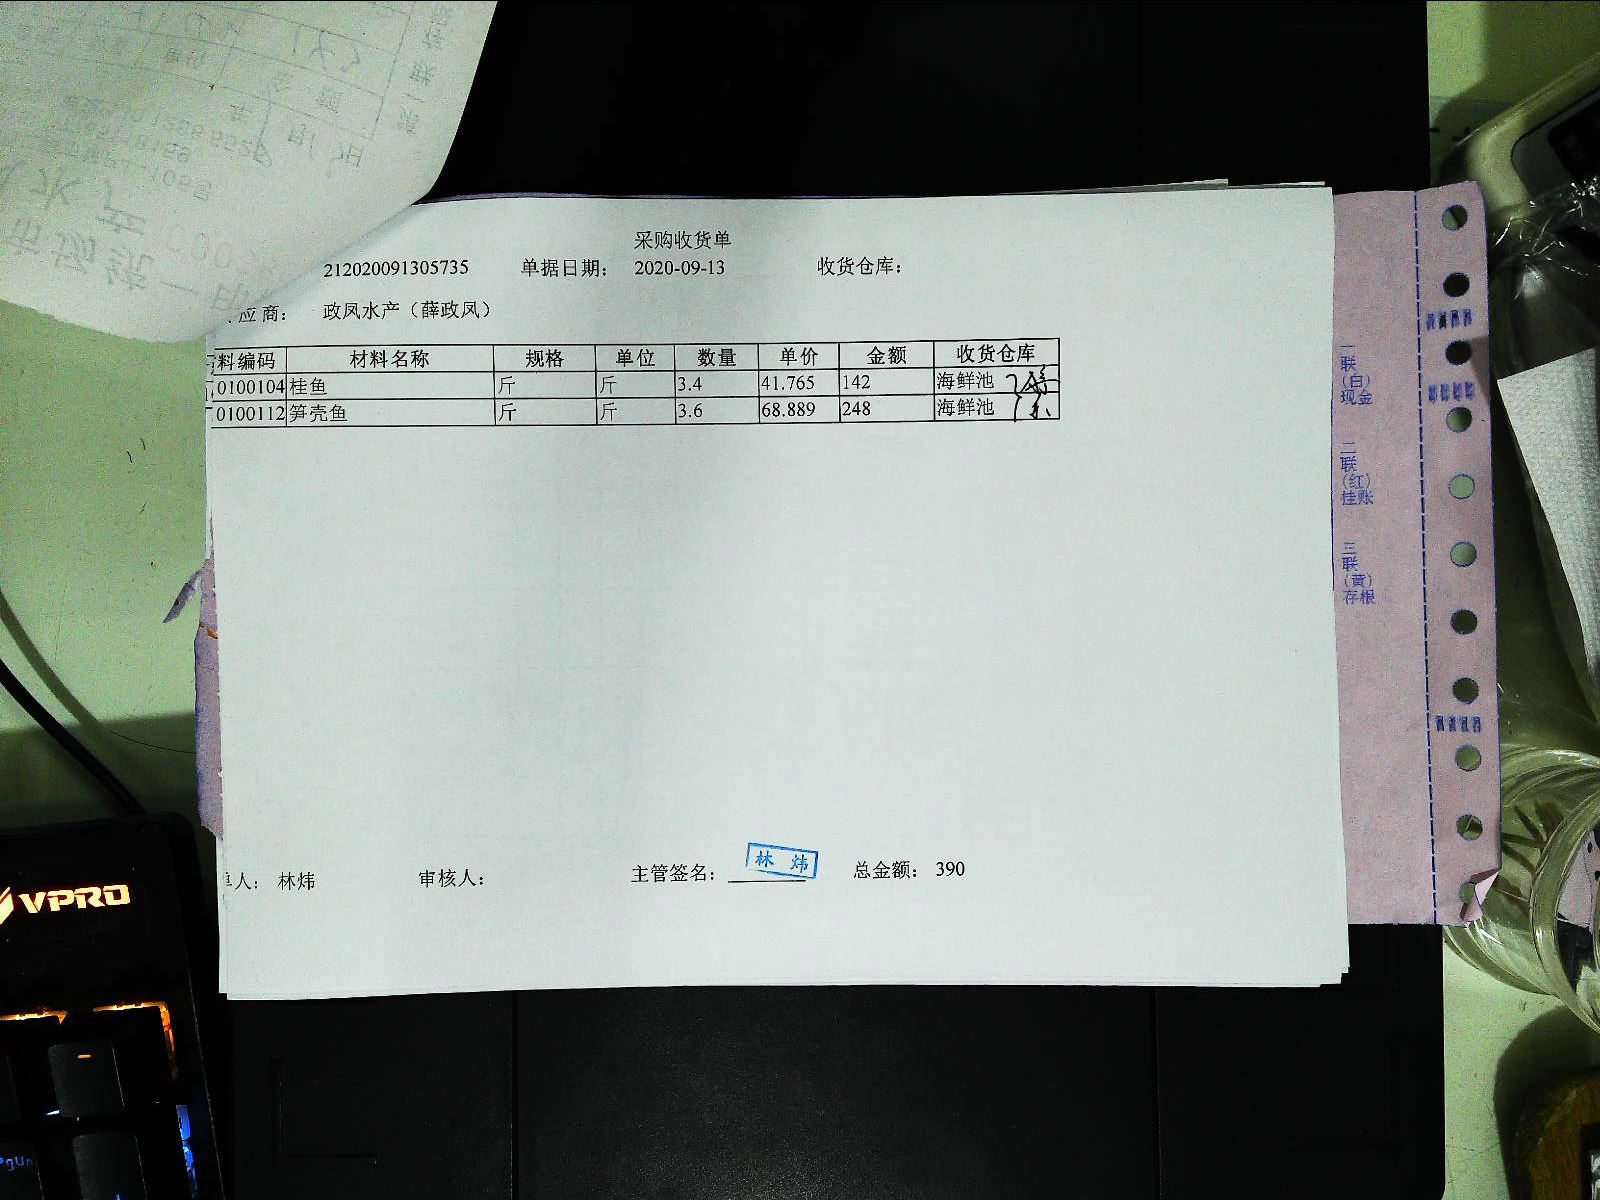 采购收货单
212020091305735 单据日期： 2020-09-13 收货仓库：
应商： 政凤水产（薛政凤）
料编码 材料名称 规格 单位 数量 单价 金额 收货仓库
0100104 桂鱼 斤 斤 3.4 41.765 142 海鲜池
0100112 笋壳鱼 斤 斤 3.6 68.889 248 海鲜池
单人： 林炜 审核人： 主管签名： 林 炜 总金额： 390
一联（白）现金
二联（红）挂账
三联（黄）存根
VPRO
PgUp